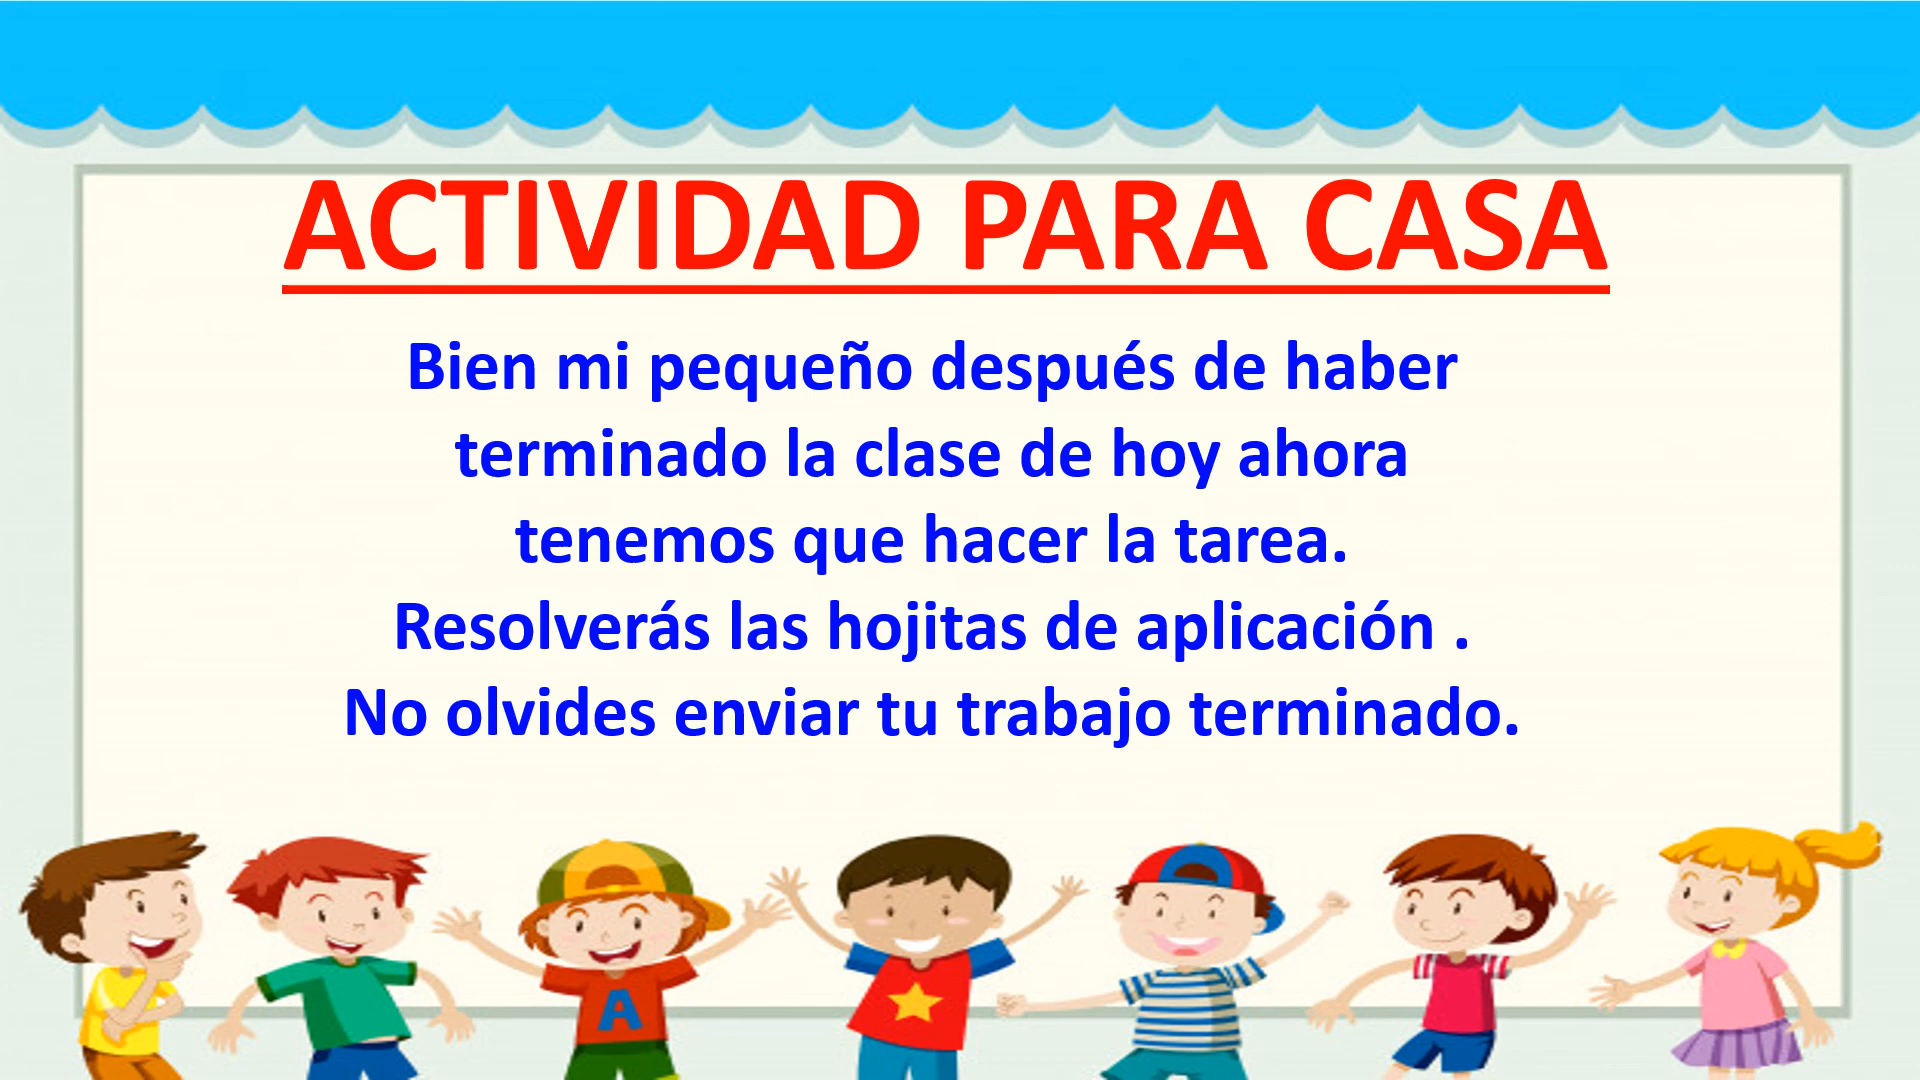 ACTIVIDAD PARA CASA
Bien mi pequeño después de haber
terminado la clase de hoy ahora
tenemos que hacer la tarea.
Resolverás las hojitas de aplicación .
No olvides enviar tu trabajo terminado.
A